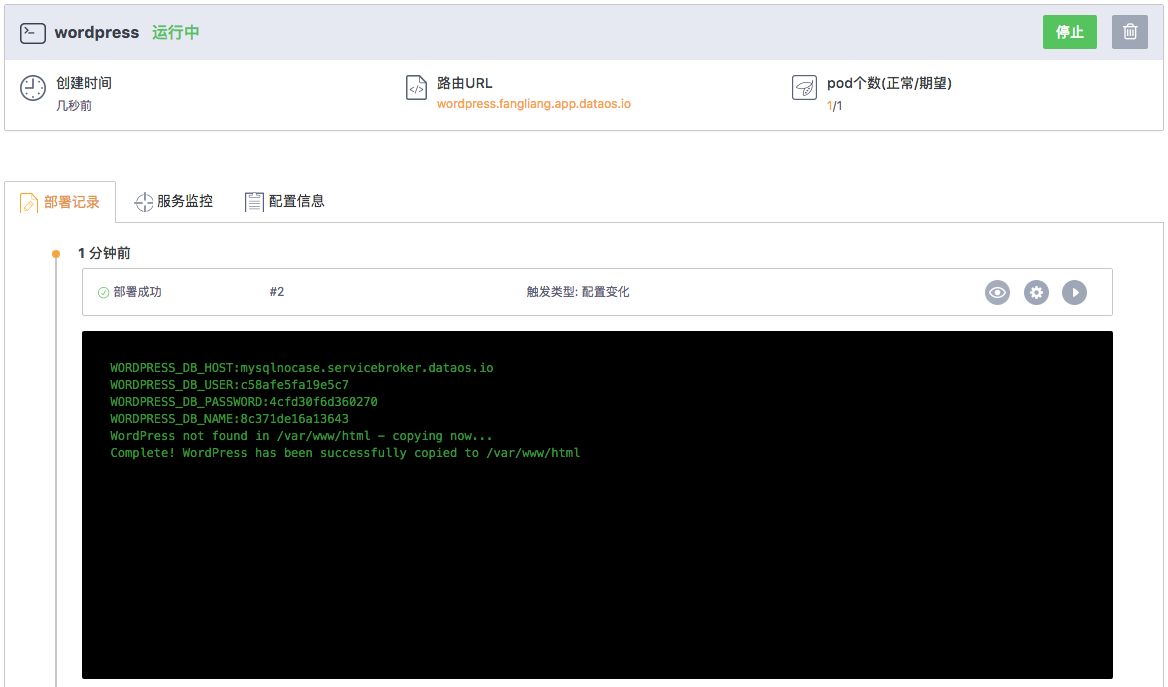 wordpress 运行中
停止
创建时间
几秒前
路由URL
wordpress.fangliang.app.dataos.io
pod个数(正常/期望)
1/1
部署记录
服务监控
配置信息
1 分钟前
部署成功 #2 触发类型: 配置变化
WORDPRESS_DB_HOST:mysqlnocase.servicebroker.dataos.io
WORDPRESS_DB_USER:c58afe5fa19e5c7
WORDPRESS_DB_PASSWORD:4cfd30f6d360270
WORDPRESS_DB_NAME:8c371de16a13643
WordPress not found in /var/www/html - copying now...
Complete! WordPress has been successfully copied to /var/www/html